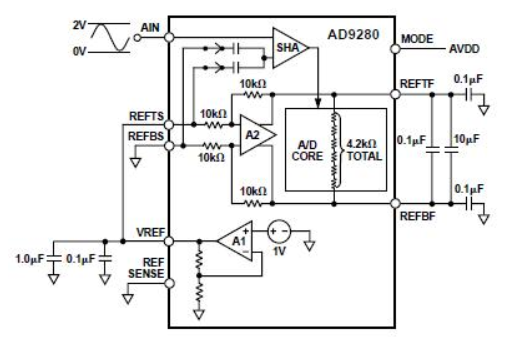 2V
0V
AIN
AD9280
SHA
MODE
AVDD
REFTF
0.1µF
10kΩ
REFTS
10kΩ
REFBS
A2
A/D
CORE
4.2kΩ
TOTAL
0.1µF
10µF
10kΩ
10kΩ
0.1µF
REFBF
VREF
A1
+
−
+ −
1V
1.0µF
0.1µF
REF
SENSE